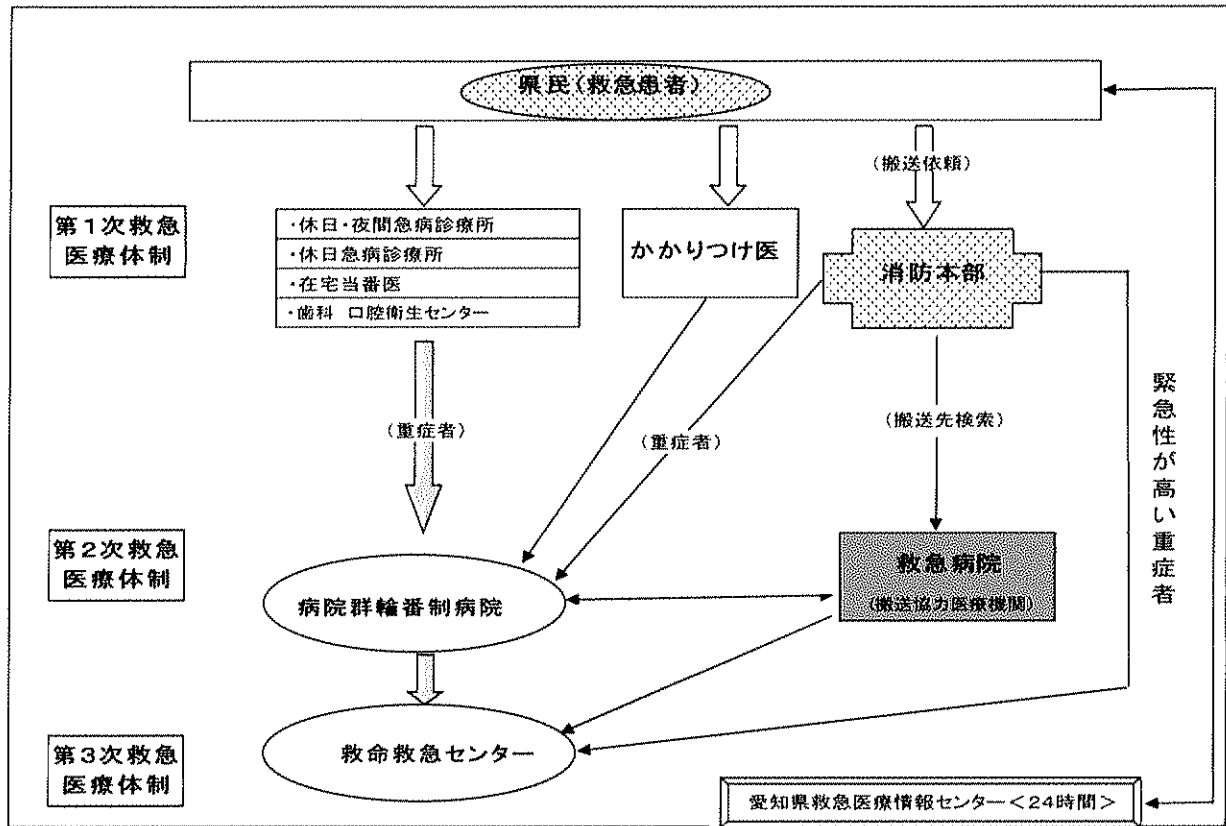 県民(救急患者)
(搬送依頼)
第1次救急
医療体制
・休日・夜間急病診療所
・休日急病診療所
・在宅当番医
・歯科 口腔衛生センター
かかりつけ医
消防本部
(重症者)
(重症者)
(搬送先検索)
緊急性が高い重症者
第2次救急
医療体制
病院群輪番制病院
救急病院
(搬送協力医療機関)
第3次救急
医療体制
救命救急センター
愛知県救急医療情報センター<24時間>